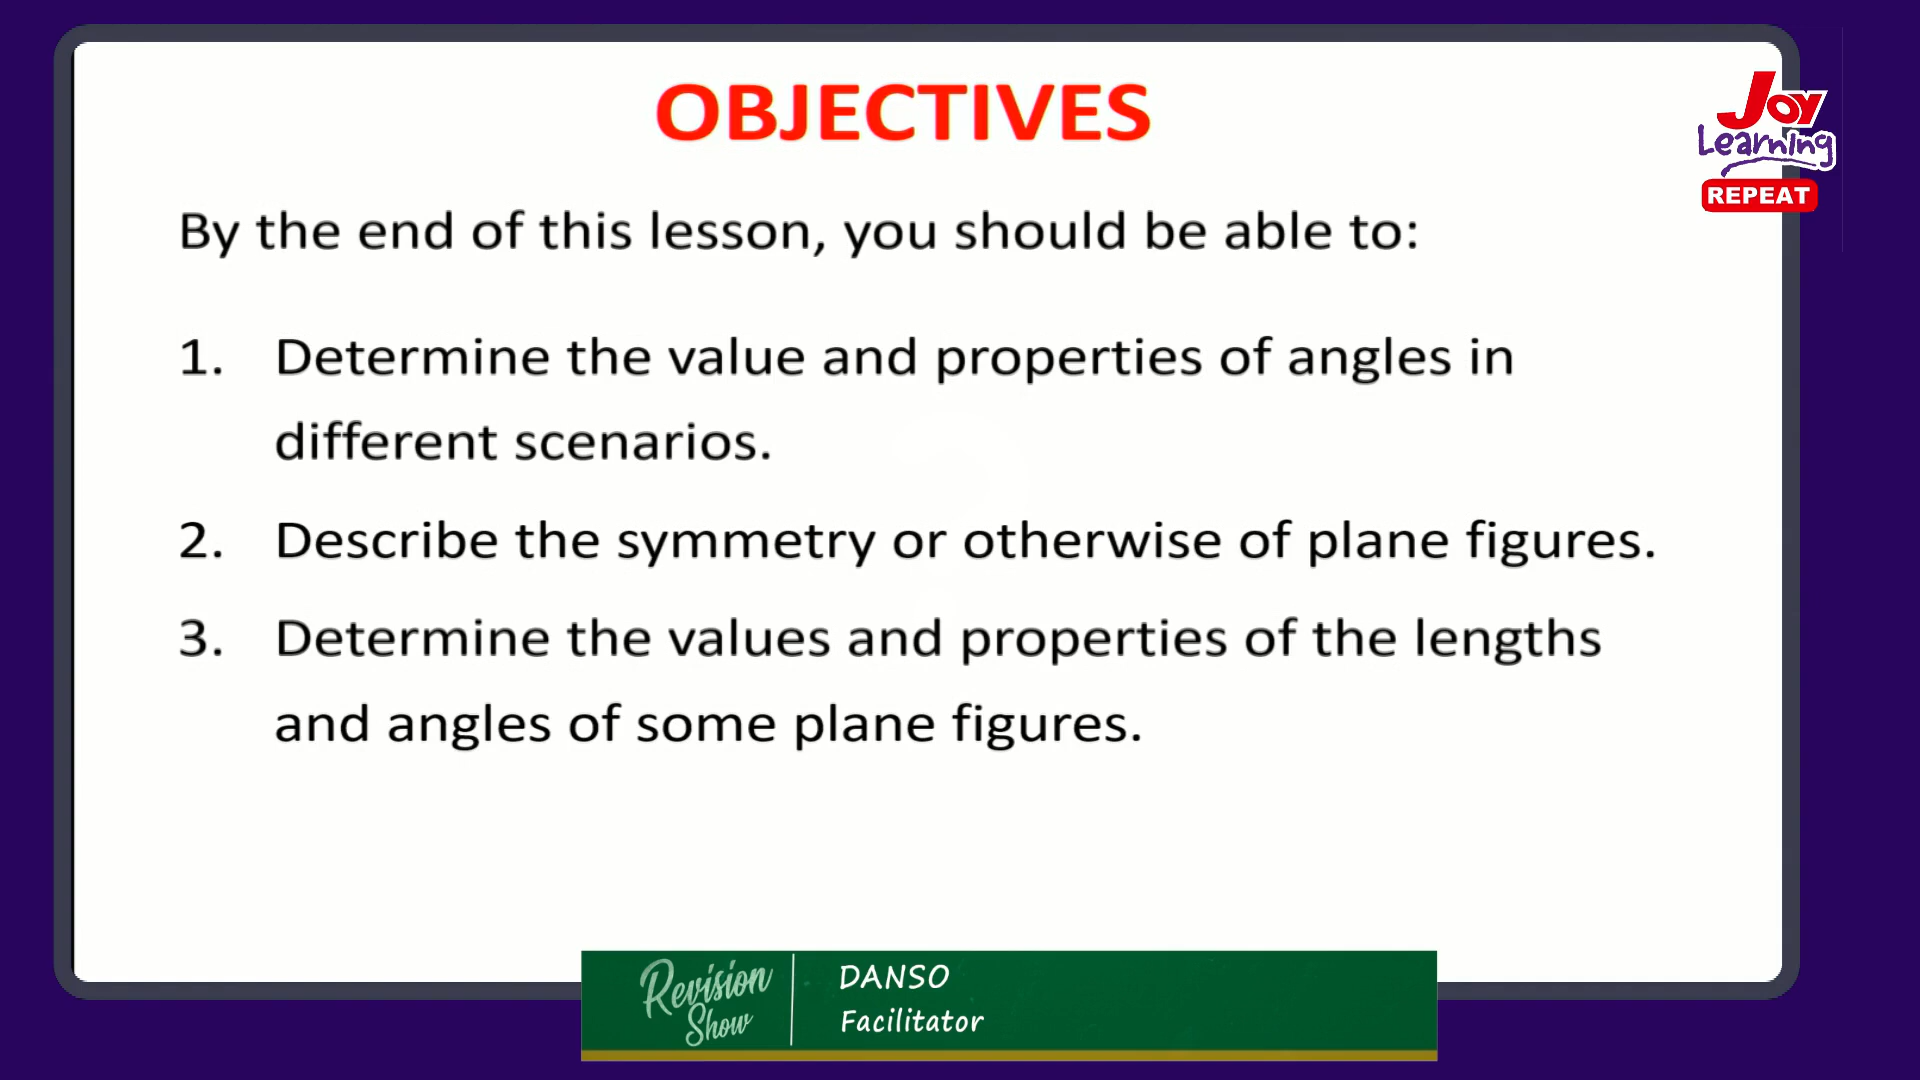 OBJECTIVES
Joy
Learning
REPEAT
By the end of this lesson, you should be able to:
1. Determine the value and properties of angles in
different scenarios.
2. Describe the symmetry or otherwise of plane figures.
3. Determine the values and properties of the lengths
and angles of some plane figures.
Revision
Show
DANSO
Facilitator